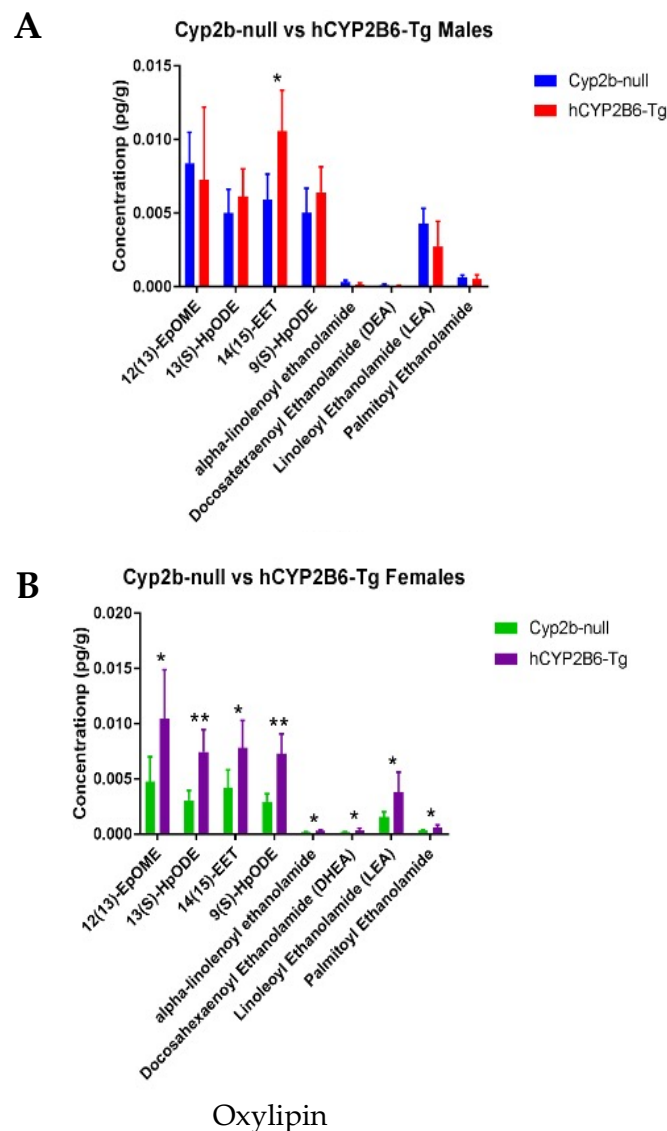 A
Cyp2b-null vs hCYP2B6-Tg Males
Concentrationp (pg/g)
0.015
0.010
0.005
0.000
*
Cyp2b-null
hCYP2B6-Tg
12(13)-EpOME
13(S)-HpODE
14(15)-EET
9(S)-HpODE
alpha-linolenoyl ethanolamide
Docosatetraenoyl Ethanolamide (DEA)
Linoleoyl Ethanolamide (LEA)
Palmitoyl Ethanolamide
B
Cyp2b-null vs hCYP2B6-Tg Females
Concentrationp (pg/g)
0.020
0.015
0.010
0.005
0.000
*
**
*
**
*
*
*
*
Cyp2b-null
hCYP2B6-Tg
12(13)-EpOME
13(S)-HpODE
14(15)-EET
9(S)-HpODE
alpha-linolenoyl ethanolamide
Docosahexaenoyl Ethanolamide (DHEA)
Linoleoyl Ethanolamide (LEA)
Palmitoyl Ethanolamide
Oxylipin